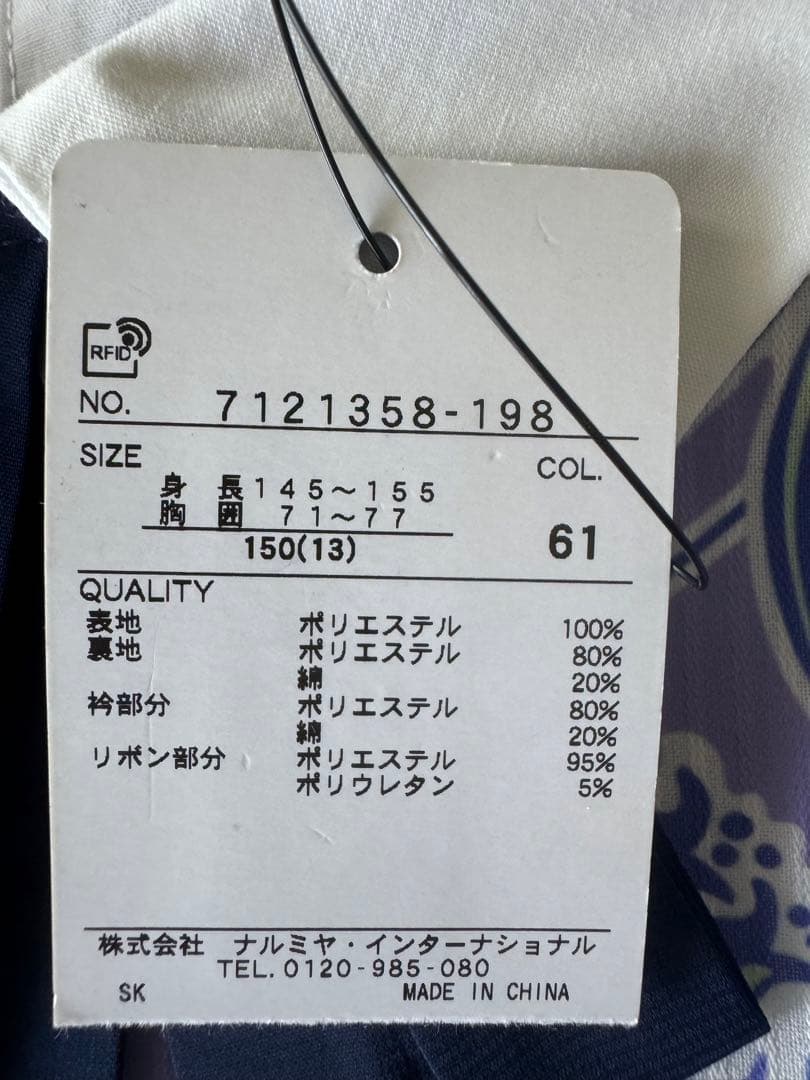 RFID
NO. 7121358-198
SIZE
COL.
身 長 145～155
胸 囲 71～77
150(13)
61
QUALITY
表地 ポリエステル 100%
裏地 ポリエステル 80%
綿 20%
衿部分 ポリエステル 80%
綿 20%
リボン部分 ポリエステル 95%
ポリウレタン 5%
株式会社 ナルミヤ・インターナショナル
TEL.0120-985-080
SK MADE IN CHINA